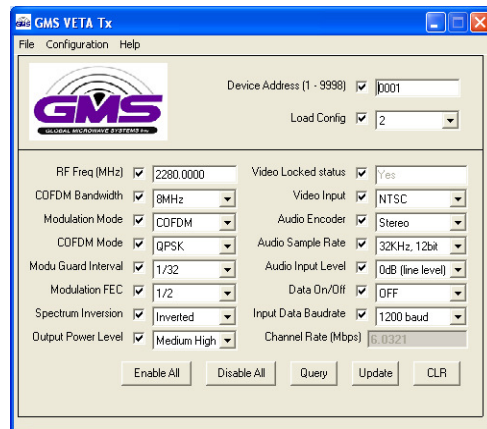 GMS VETA Tx
File Configuration Help
GMS
GLOBAL MICROWAVE SYSTEMS Inc
Device Address (1 - 9998) 0001
Load Config 2
RF Freq (MHz) 2280.0000 Video Locked status Yes
COFDM Bandwidth 8MHz Video Input NTSC
Modulation Mode COFDM Audio Encoder Stereo
COFDM Mode QPSK Audio Sample Rate 32KHz, 12bit
Modu Guard Interval 1/32 Audio Input Level 0dB (line level)
Modulation FEC 1/2 Data On/Off OFF
Spectrum Inversion Inverted Input Data Baudrate 1200 baud
Output Power Level Medium High Channel Rate (Mbps) 6.0321
Enable All Disable All Query Update CLR